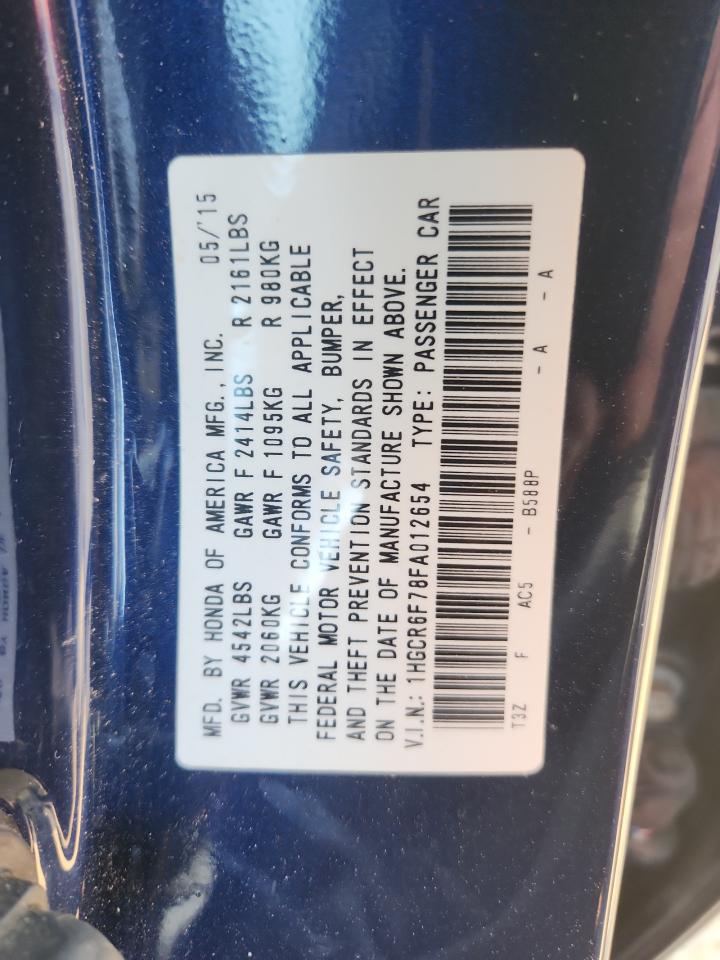 MFD. BY HONDA OF AMERICA MFG., INC. 05/'15
GVWR 4542LBS GAWR F 2414LBS R 2161LBS
GVWR 2060KG GAWR F 1095KG R 980KG
THIS VEHICLE CONFORMS TO ALL APPLICABLE
FEDERAL MOTOR VEHICLE SAFETY, BUMPER,
AND THEFT PREVENTION STANDARDS IN EFFECT
ON THE DATE OF MANUFACTURE SHOWN ABOVE.
V.I.N.: 1HGCR6F78FA012654 TYPE: PASSENGER CAR
T3Z F AC5 - B588P - A - A